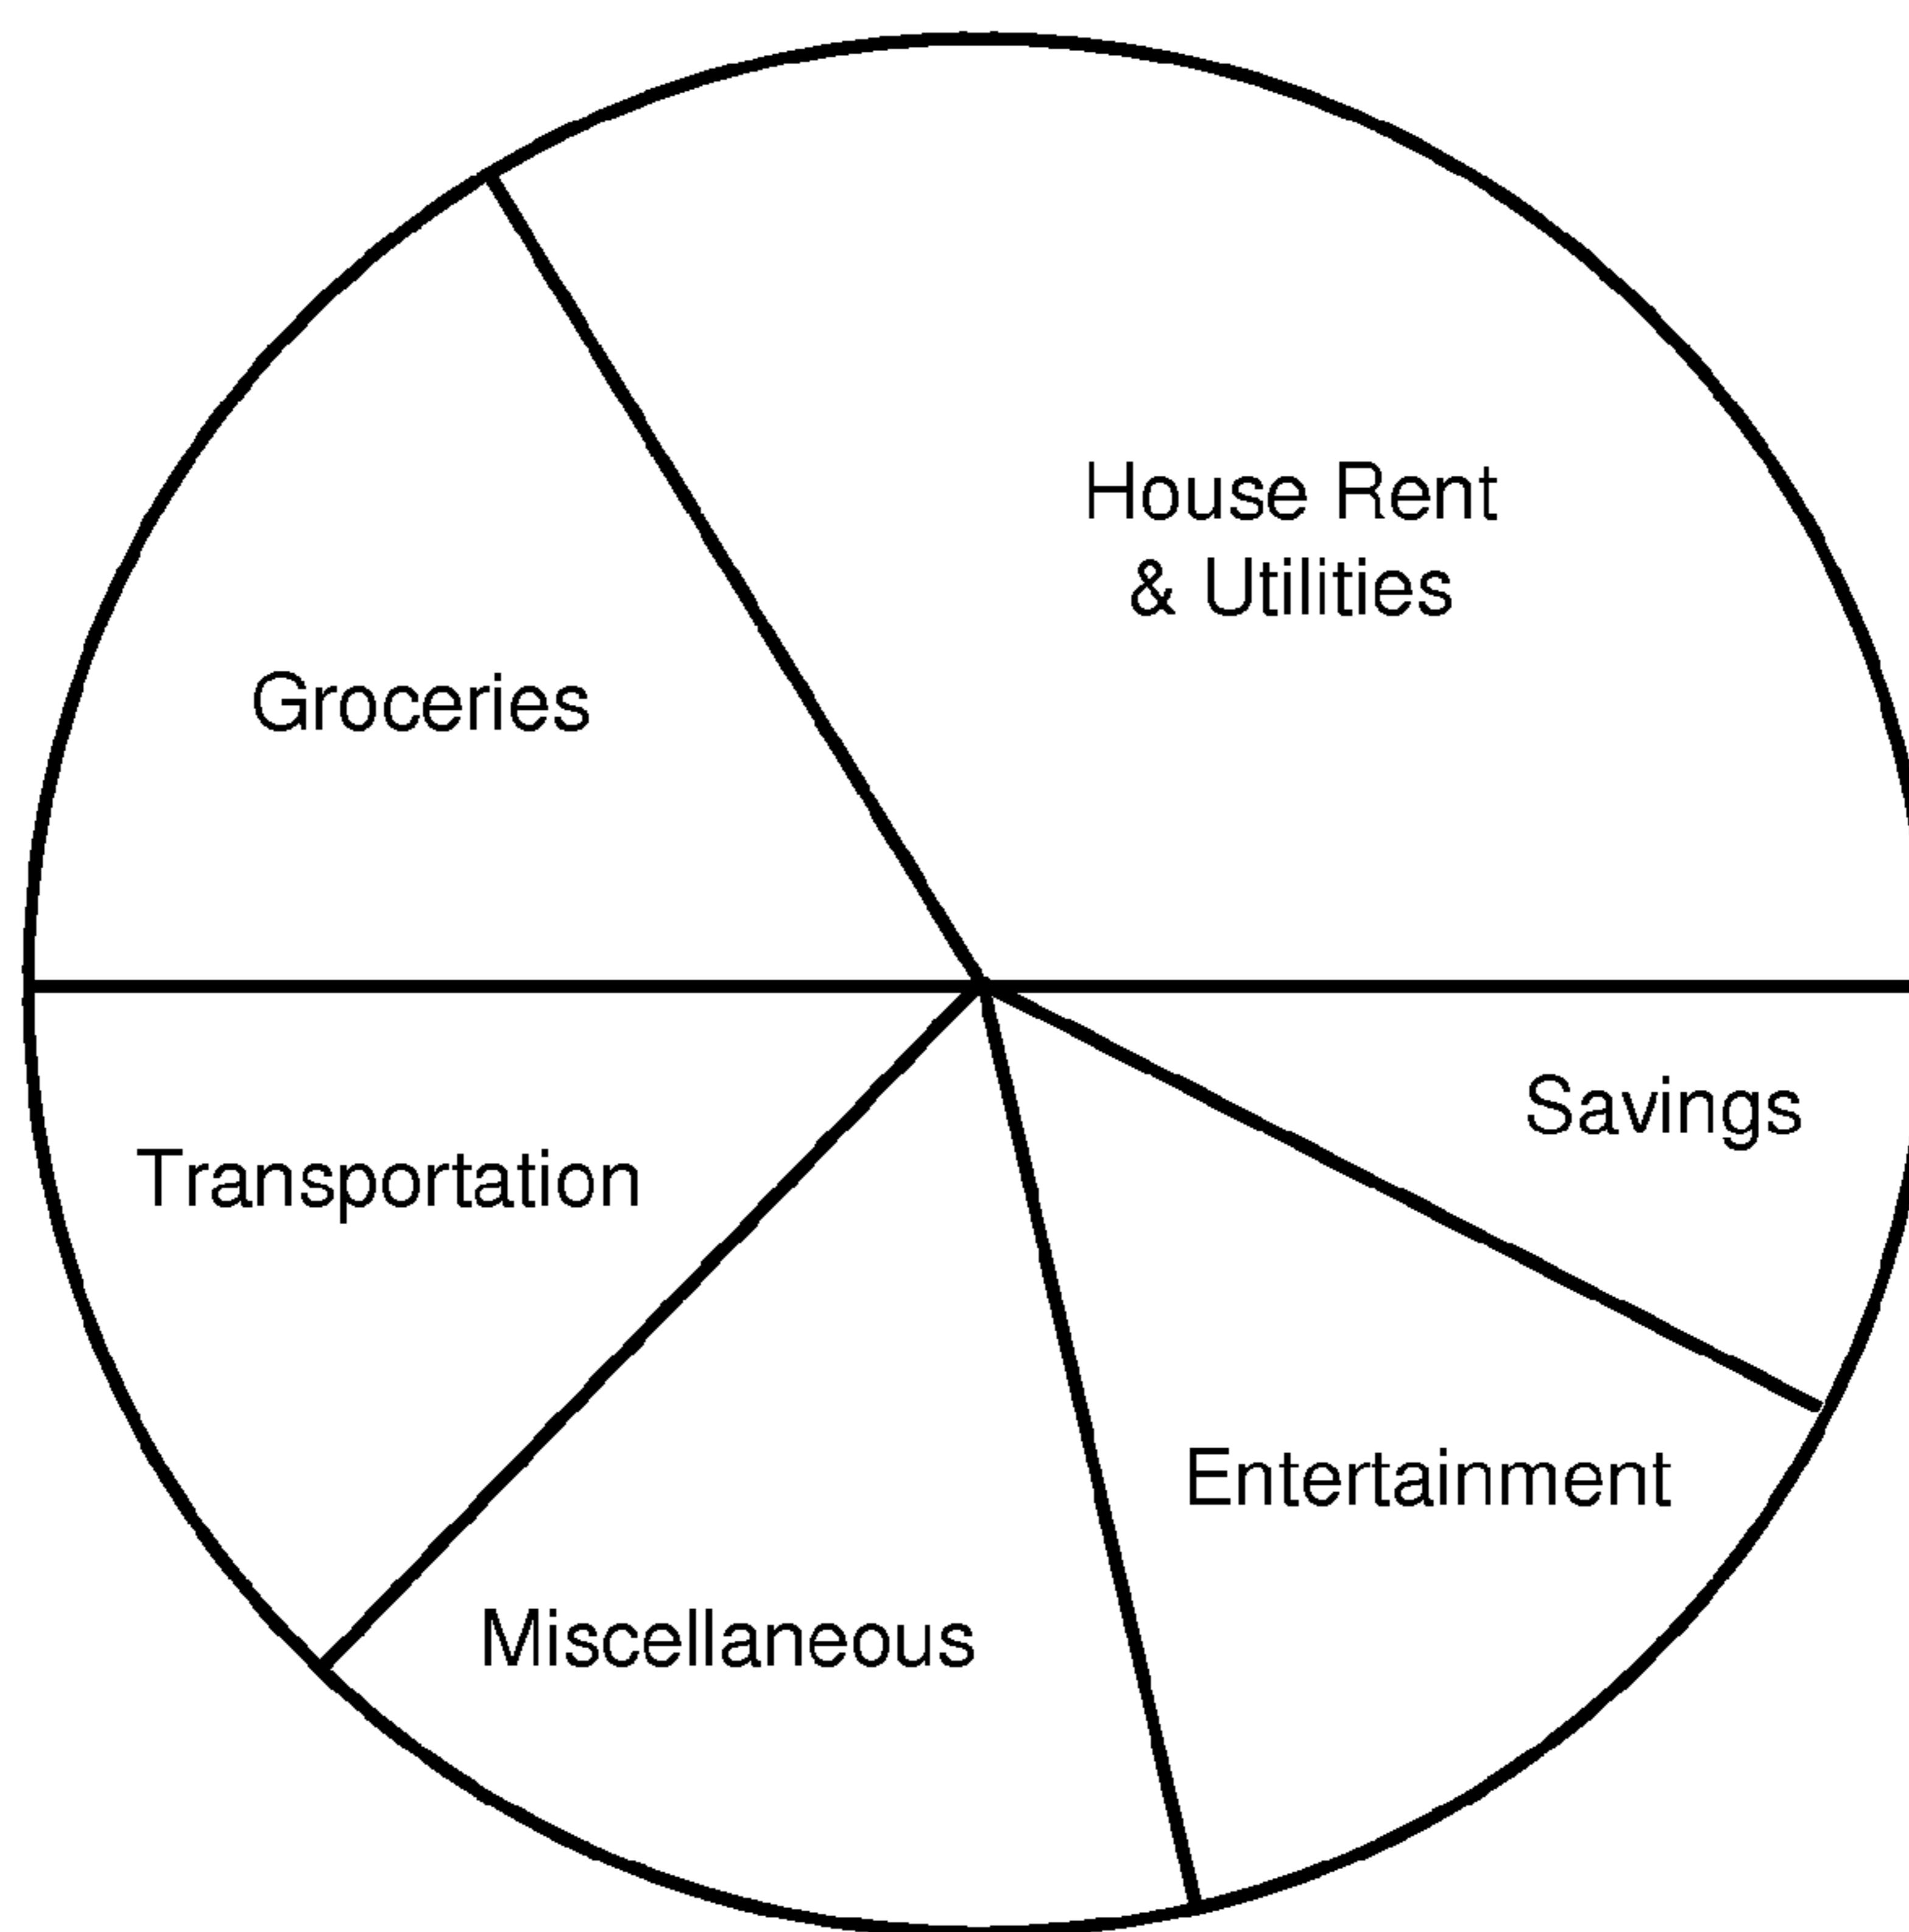 House Rent
& Utilities
Groceries
Savings
Transportation
Entertainment
Miscellaneous